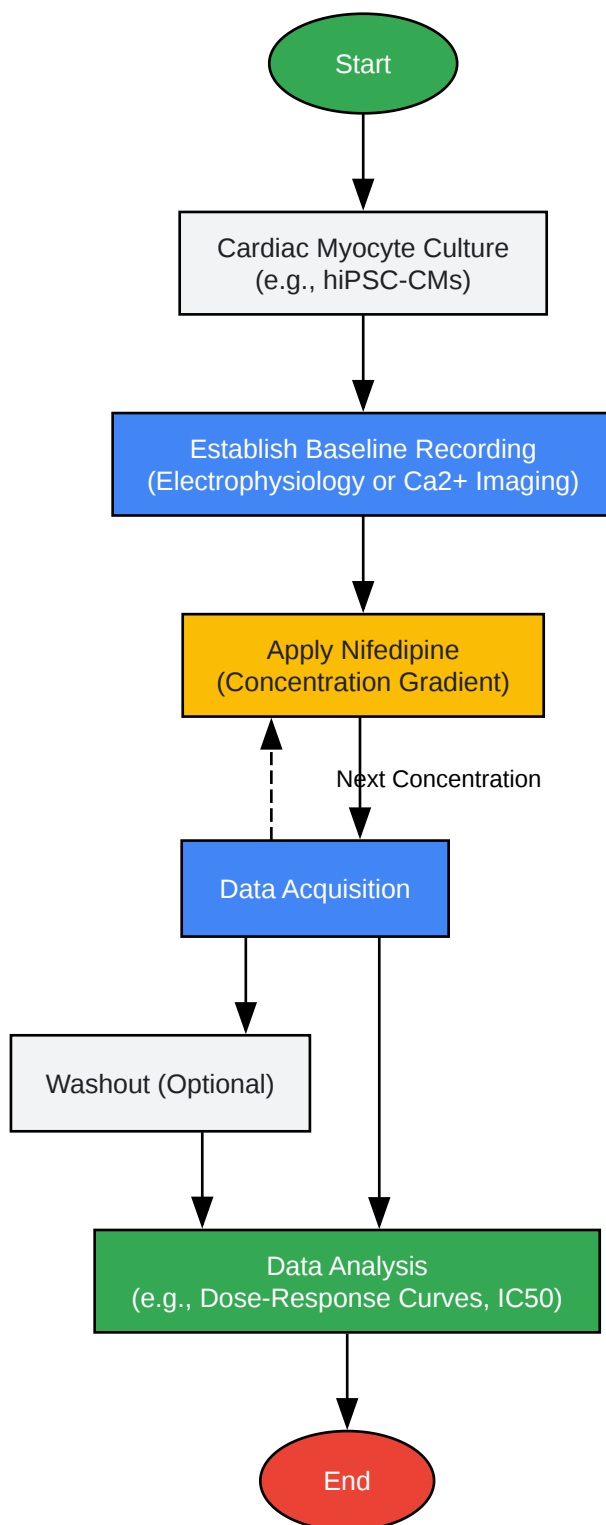 Start
Cardiac Myocyte Culture
(e.g., hiPSC-CMs)
Establish Baseline Recording
(Electrophysiology or Ca2+ Imaging)
Apply Nifedipine
(Concentration Gradient)
Next Concentration
Data Acquisition
Washout (Optional)
Data Analysis
(e.g., Dose-Response Curves, IC50)
End